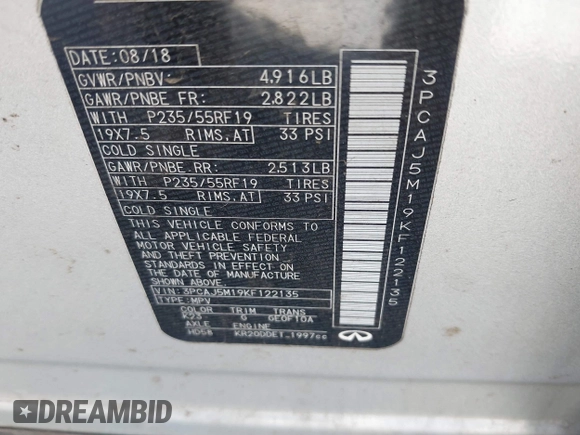 DATE: 08/18
GVWR/PNBV 4.916LB
GAWR/PNBE FR: 2.822LB
WITH P235/55RF19 TIRES
19X7.5 RIMS,AT 33 PSI
COLD SINGLE
GAWR/PNBE.RR: 2.513LB
WITH P235/55RF19 TIRES
19X7.5 RIMS,AT 33 PSI
COLD SINGLE
THIS VEHICLE CONFORMS TO
ALL APPLICABLE FEDERAL
MOTOR VEHICLE SAFETY
AND THEFT PREVENTION
STANDARDS IN EFFECT ON
THE DATE OF MANUFACTURE
SHOWN ABOVE
VIN: 3PCAJ5M19KF122135
TYPE: MPV
COLOR TRIM TRANS
K23 G GEOF10A
AXLE ENGINE
HD58 KR20DDET,1997cc
INFINITI
3PCAJ5M19KF122135
DREAMBID